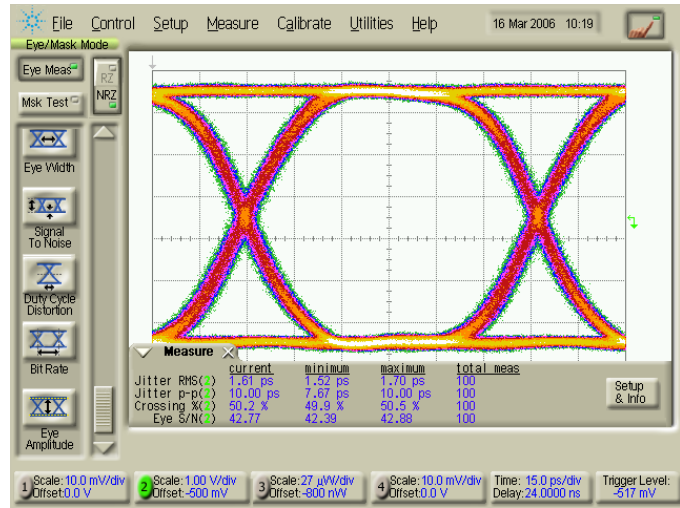 File Control Setup Measure Calibrate Utilities Help 16 Mar 2006 10:19
Eye/Mask Mode
Eye Meas
RZ
NRZ
Msk Test
Eye Width
Signal
To Noise
Duty Cycle
Distortion
Bit Rate
Eye
Amplitude
Measure
current minimum maximum total meas
Jitter RMS(2) 1.61 ps 1.52 ps 1.70 ps 100
Jitter p-p(2) 10.00 ps 7.67 ps 10.00 ps 100
Crossing %(2) 50.2 % 49.9 % 50.5 % 100
Eye S/N(2) 42.77 42.39 42.88 100
Setup
& Info
1 Scale: 10.0 mV/div
Offset: 0.0 V
2 Scale: 1.00 V/div
Offset: -500 mV
3 Scale: 27 µW/div
Offset: -800 nW
4 Scale: 10.0 mV/div
Offset: 0.0 V
Time: 15.0 ps/div
Delay: 24.0000 ns
Trigger Level:
-517 mV